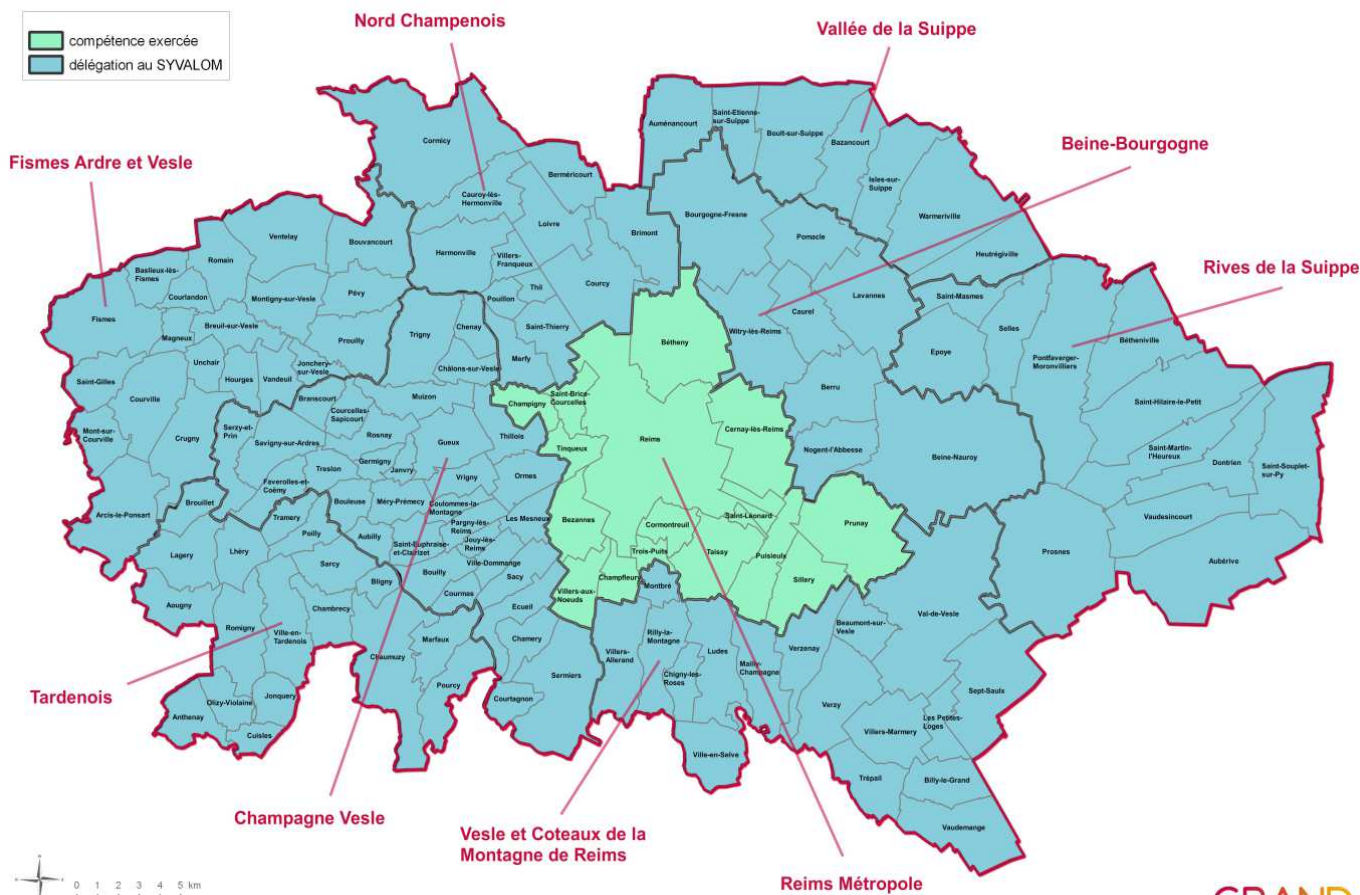 compétence exercée
délégation au SYVALOM
Nord Champenois
Vallée de la Suippe
Beine-Bourgogne
Fismes Ardre et Vesle
Rives de la Suippe
Tardenois
Champagne Vesle
Vesle et Coteaux de la
Montagne de Reims
Reims Métropole
Cormicy
Cauroy-lès-
Hermonville
Berméricourt
Loivre
Brimont
Hermonville
Villers-
Franqueux
Thil
Courcy
Pouillon
Saint-Thierry
Merfy
Auménancourt
Saint-Etienne-
sur-Suippe
Boult-sur-Suippe
Bazancourt
Isles-sur-
Suippe
Warmeriville
Heutrégiville
Bourgogne-Fresne
Pomacle
Lavannes
Caurel
Witry-lès-Reims
Berru
Nogent-l'Abbesse
Beine-Nauroy
Saint-Masmes
Selles
Epoye
Pontfaverger-
Moronvilliers
Bétheniville
Saint-Hilaire-le-Petit
Saint-Martin-
l'Heureux
Dontrien
Saint-Souplet-
sur-Py
Vaudesincourt
Prosnes
Aubérive
Ventelay
Bouvancourt
Romain
Baslieux-lès-
Fismes
Courlandon
Montigny-sur-Vesle
Pévy
Fismes
Magneux
Breuil-sur-Vesle
Prouilly
Unchair
Hourges
Vandeuil
Jonchery-
sur-Vesle
Saint-Gilles
Courville
Mont-sur-
Courville
Crugny
Arcis-le-Ponsart
Trigny
Chenay
Châlons-sur-Vesle
Muizon
Branscourt
Courcelles-
Sapicourt
Serzy-et-
Prin
Savigny-sur-Ardres
Rosnay
Gueux
Thillois
Treslon
Germigny
Janvry
Vrigny
Ormes
Faverolles-et-
Coëmy
Bouleuse
Méry-Prémecy
Coulommes-la-
Montagne
Pargny-lès-
Reims
Les Mesneux
Aubilly
Saint-Euphraise-
et-Clairizet
Jouy-lès-
Reims
Ville-Dommange
Bouilly
Sacy
Courmas
Ecueil
Chamery
Sermiers
Courtagnon
Brouillet
Tramery
Poilly
Lagery
Lhéry
Sarcy
Bligny
Aougny
Chambrecy
Romigny
Ville-en-
Tardenois
Chaumuzy
Marfaux
Pourcy
Olizy-Violaine
Jonquery
Anthenay
Cuisles
Bétheny
Champigny
Saint-Brice-
Courcelles
Cernay-lès-Reims
Reims
Tinqueux
Bezannes
Cormontreuil
Saint-Léonard
Prunay
Trois-Puits
Taissy
Puisieulx
Champfleury
Sillery
Villers-aux-
Noeuds
Montbré
Villers-
Allerand
Rilly-la-
Montagne
Ludes
Chigny-les-
Roses
Mailly-
Champagne
Verzenay
Beaumont-sur-
Vesle
Val-de-Vesle
Verzy
Sept-Saulx
Les Petites-
Loges
Villers-Marmery
Ville-en-Selve
Trépail
Billy-le-Grand
Vaudemange
0 1 2 3 4 5 km